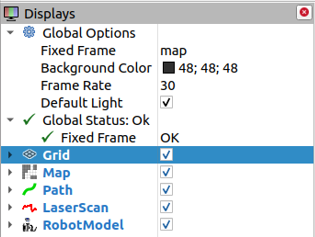 Displays
Global Options
Fixed Frame map
Background Color 48; 48; 48
Frame Rate 30
Default Light
Global Status: Ok
Fixed Frame OK
Grid
Map
Path
LaserScan
RobotModel